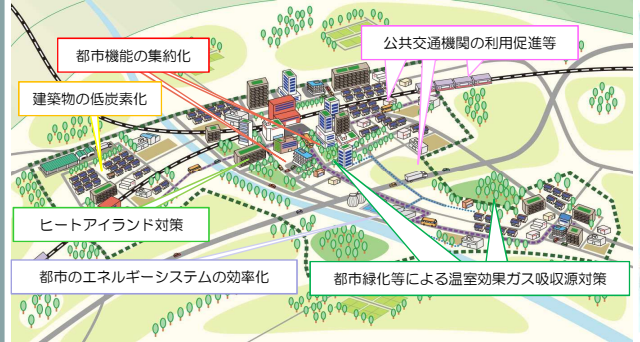 都市機能の集約化
公共交通機関の利用促進等
建築物の低炭素化
ヒートアイランド対策
都市のエネルギーシステムの効率化
都市緑化等による温室効果ガス吸収源対策